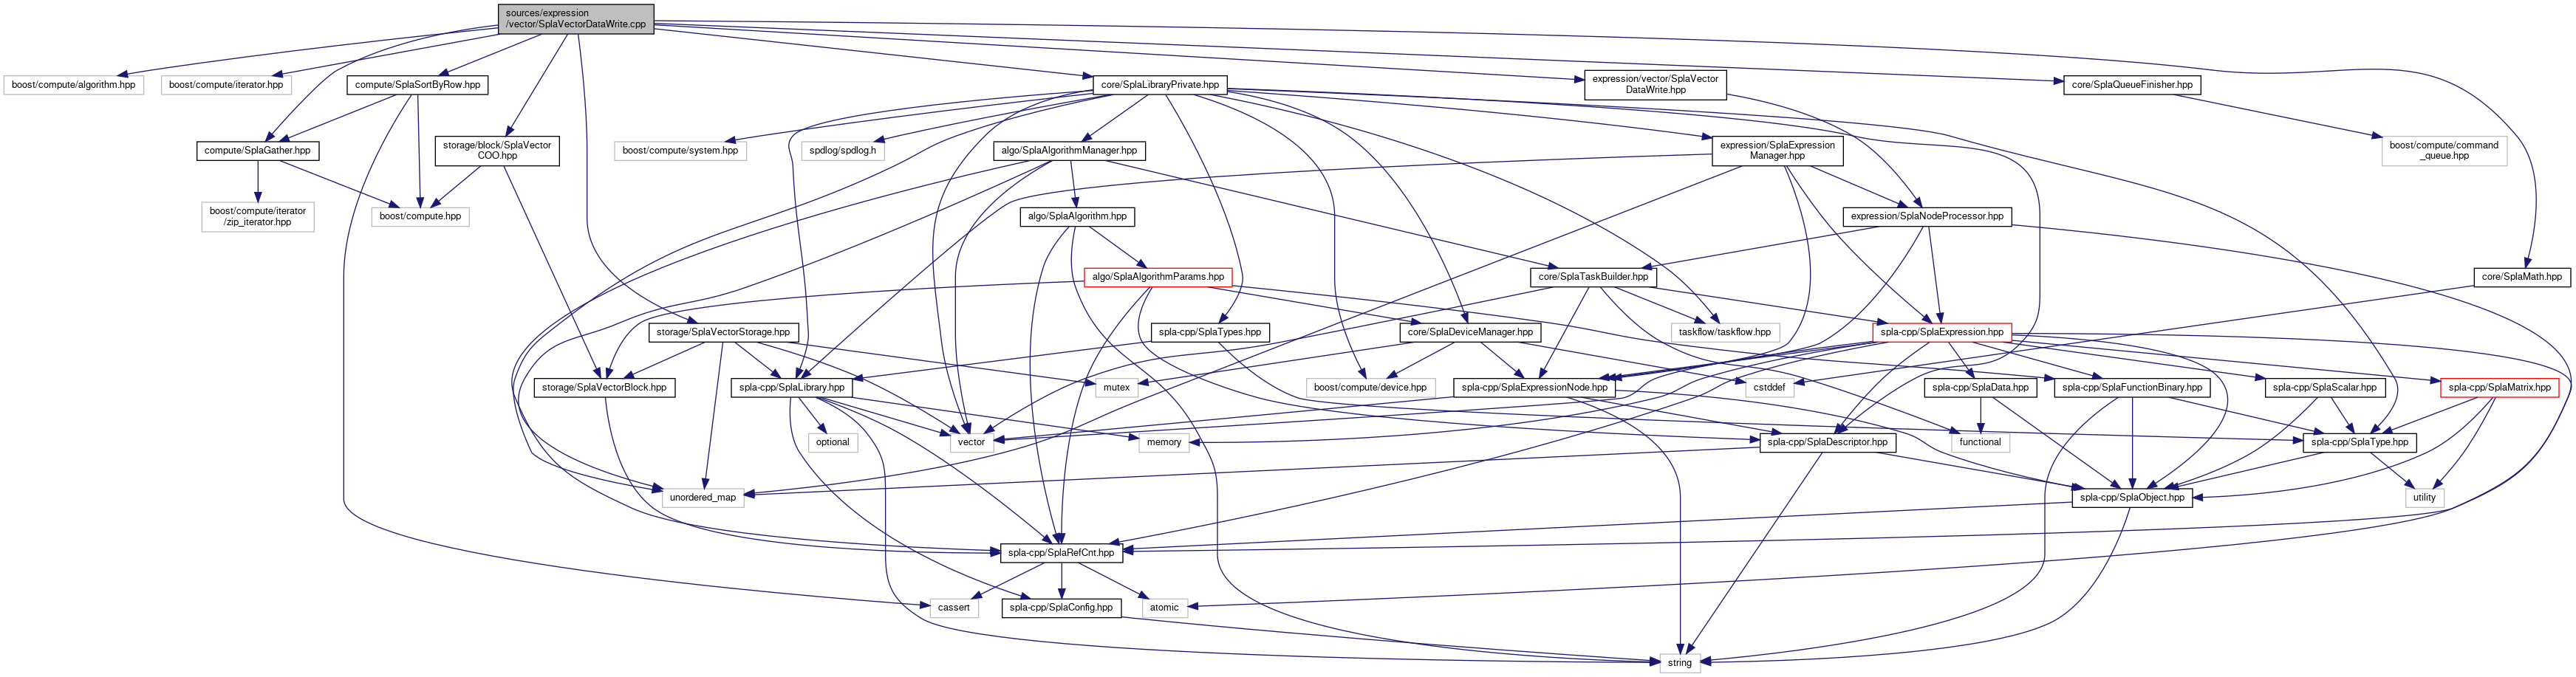 sources/expression
/vector/SplaVectorDataWrite.cpp
boost/compute/algorithm.hpp
boost/compute/iterator.hpp
compute/SplaSortByRow.hpp
core/SplaLibraryPrivate.hpp
expression/vector/SplaVector
DataWrite.hpp
core/SplaQueueFinisher.hpp
compute/SplaGather.hpp
storage/block/SplaVector
COO.hpp
boost/compute/system.hpp
spdlog/spdlog.h
algo/SplaAlgorithmManager.hpp
expression/SplaExpression
Manager.hpp
boost/compute/command
_queue.hpp
boost/compute/iterator
/zip_iterator.hpp
boost/compute.hpp
algo/SplaAlgorithm.hpp
expression/SplaNodeProcessor.hpp
algo/SplaAlgorithmParams.hpp
core/SplaTaskBuilder.hpp
core/SplaMath.hpp
storage/SplaVectorStorage.hpp
spla-cpp/SplaTypes.hpp
core/SplaDeviceManager.hpp
taskflow/taskflow.hpp
spla-cpp/SplaExpression.hpp
storage/SplaVectorBlock.hpp
spla-cpp/SplaLibrary.hpp
mutex
boost/compute/device.hpp
spla-cpp/SplaExpressionNode.hpp
cstddef
spla-cpp/SplaData.hpp
spla-cpp/SplaFunctionBinary.hpp
spla-cpp/SplaScalar.hpp
spla-cpp/SplaMatrix.hpp
optional
vector
memory
spla-cpp/SplaDescriptor.hpp
functional
spla-cpp/SplaType.hpp
unordered_map
spla-cpp/SplaObject.hpp
utility
spla-cpp/SplaRefCnt.hpp
cassert
spla-cpp/SplaConfig.hpp
atomic
string